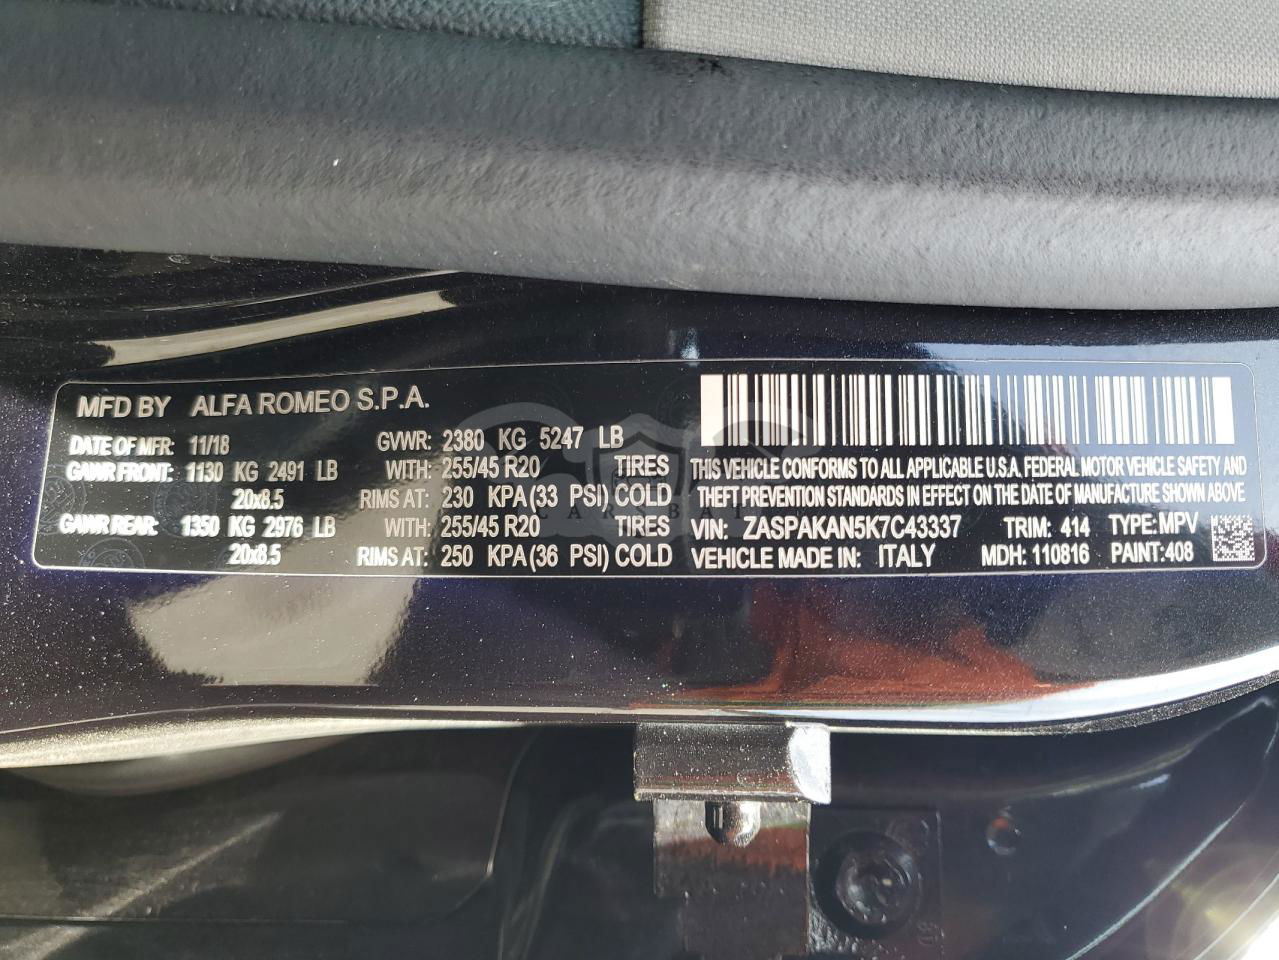 MFD BY ALFA ROMEO S.P.A.
DATE OF MFR: 11/18 GVWR: 2380 KG 5247 LB
GAWR FRONT: 1130 KG 2491 LB WITH: 255/45 R20 TIRES
20x8.5 RIMS AT: 230 KPA (33 PSI) COLD
GAWR REAR: 1350 KG 2976 LB WITH: 255/45 R20 TIRES
20x8.5 RIMS AT: 250 KPA (36 PSI) COLD
THIS VEHICLE CONFORMS TO ALL APPLICABLE U.S.A. FEDERAL MOTOR VEHICLE SAFETY AND
THEFT PREVENTION STANDARDS IN EFFECT ON THE DATE OF MANUFACTURE SHOWN ABOVE
VIN: ZASPAKAN5K7C43337 TRIM: 414 TYPE: MPV
VEHICLE MADE IN: ITALY MDH: 110816 PAINT: 408